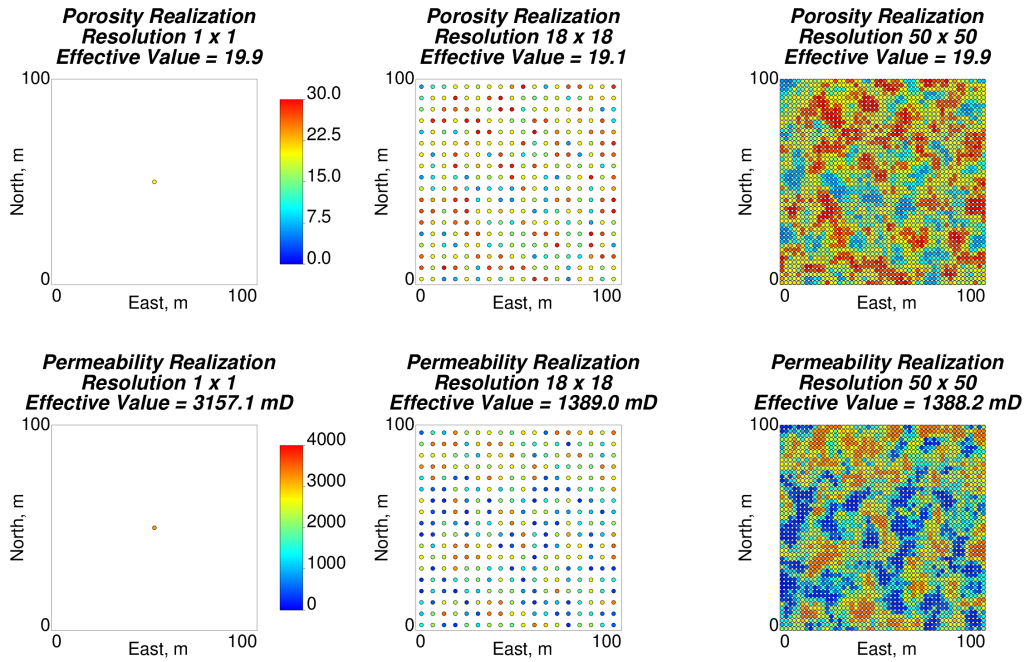 Porosity Realization
Resolution 1 x 1
Effective Value = 19.9
100
North, m
0
0
100
East, m
30.0
22.5
15.0
7.5
0.0
Porosity Realization
Resolution 18 x 18
Effective Value = 19.1
100
North, m
0
0
100
East, m
Porosity Realization
Resolution 50 x 50
Effective Value = 19.9
100
North, m
0
0
100
East, m
Permeability Realization
Resolution 1 x 1
Effective Value = 3157.1 mD
100
North, m
0
0
100
East, m
4000
3000
2000
1000
0
Permeability Realization
Resolution 18 x 18
Effective Value = 1389.0 mD
100
North, m
0
0
100
East, m
Permeability Realization
Resolution 50 x 50
Effective Value = 1388.2 mD
100
North, m
0
0
100
East, m